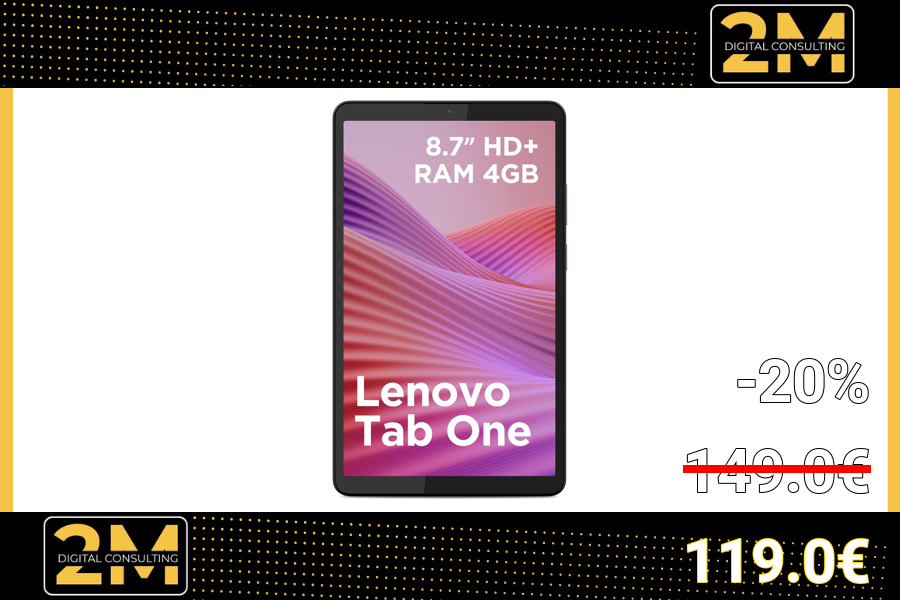 2M
DIGITAL CONSULTING
8.7” HD+
RAM 4GB
Lenovo
Tab One
-20%
149.0€
2M
DIGITAL CONSULTING
119.0€